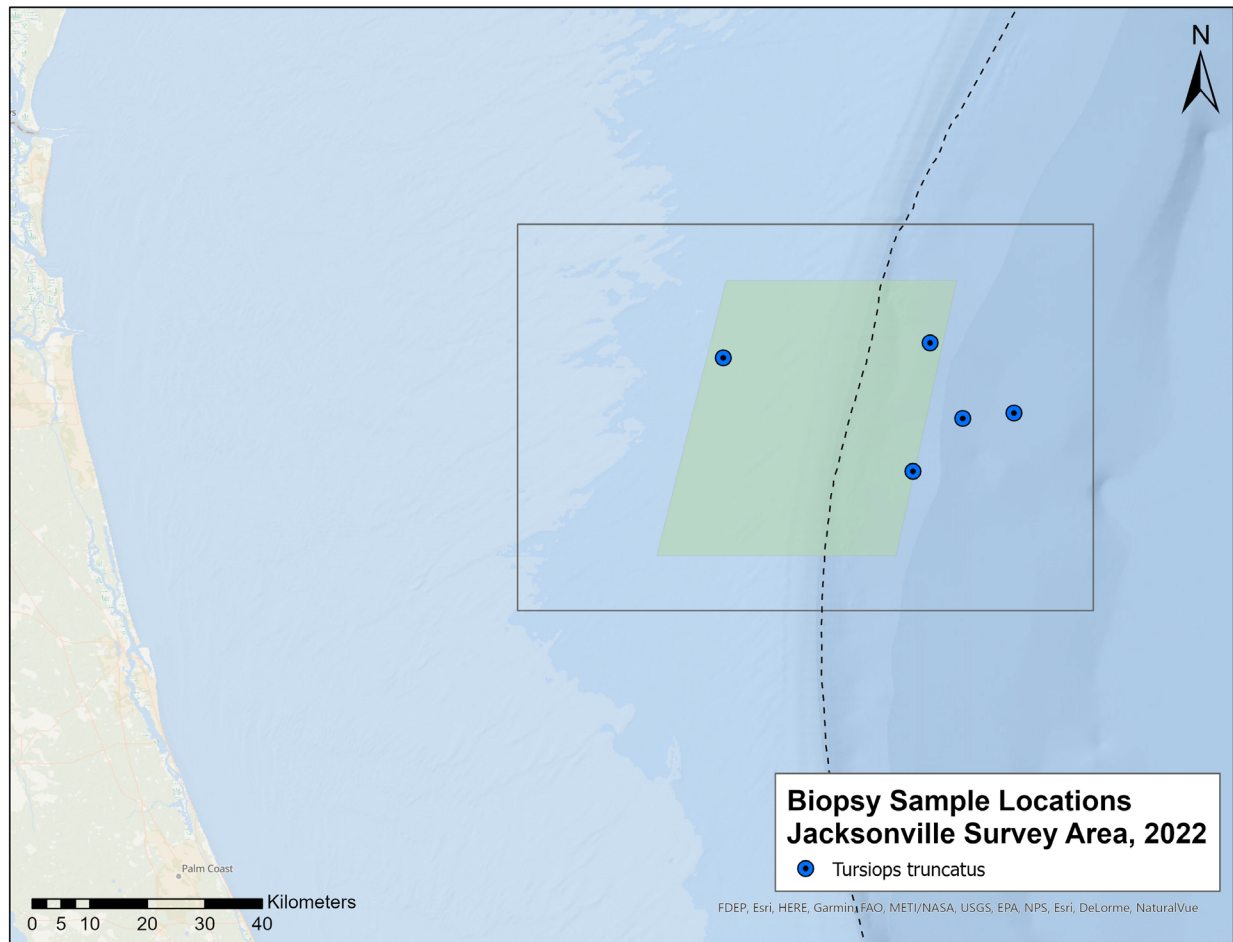 N
Biopsy Sample Locations
Jacksonville Survey Area, 2022
Tursiops truncatus
Palm Coast
Kilometers
0 5 10 20 30 40
FDEP, Esri, HERE, Garmin, FAO, METI/NASA, USGS, EPA, NPS, Esri, DeLorme, NaturalVue